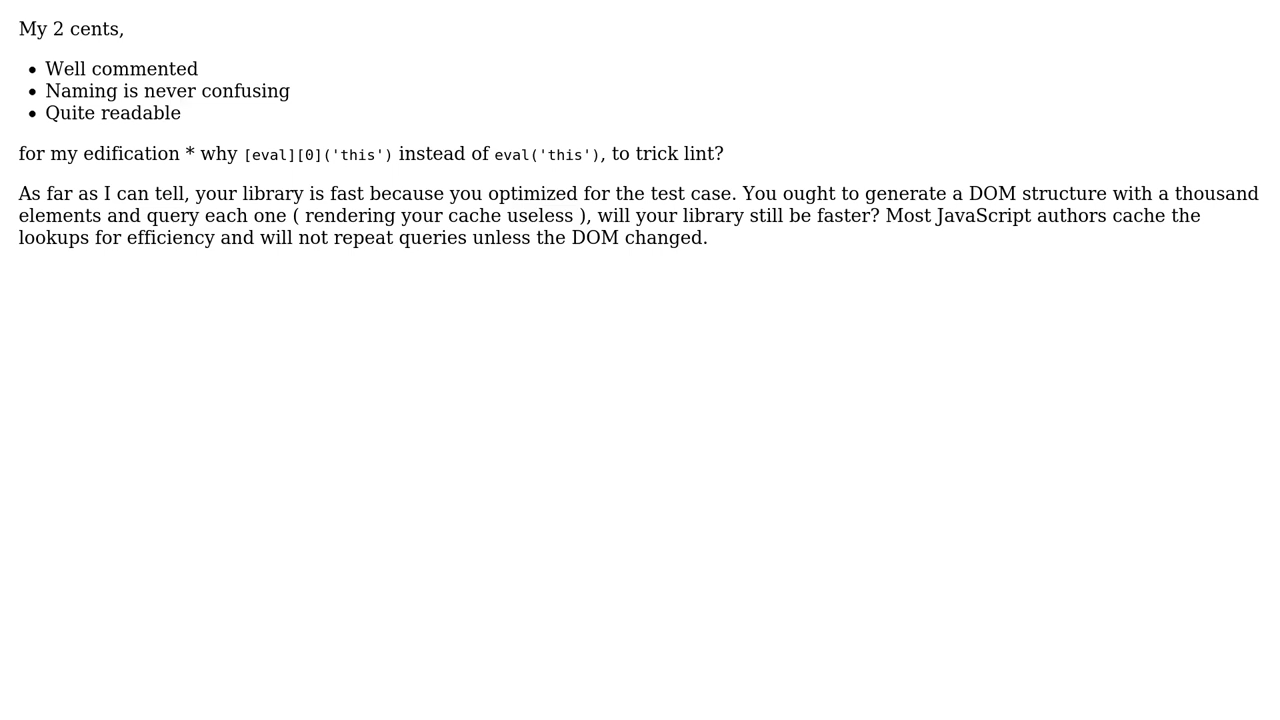 My 2 cents,
• Well commented
• Naming is never confusing
• Quite readable
for my edification * why [eval][0]('this') instead of eval('this'), to trick lint?
As far as I can tell, your library is fast because you optimized for the test case. You ought to generate a DOM structure with a thousand
elements and query each one ( rendering your cache useless ), will your library still be faster? Most JavaScript authors cache the
lookups for efficiency and will not repeat queries unless the DOM changed.